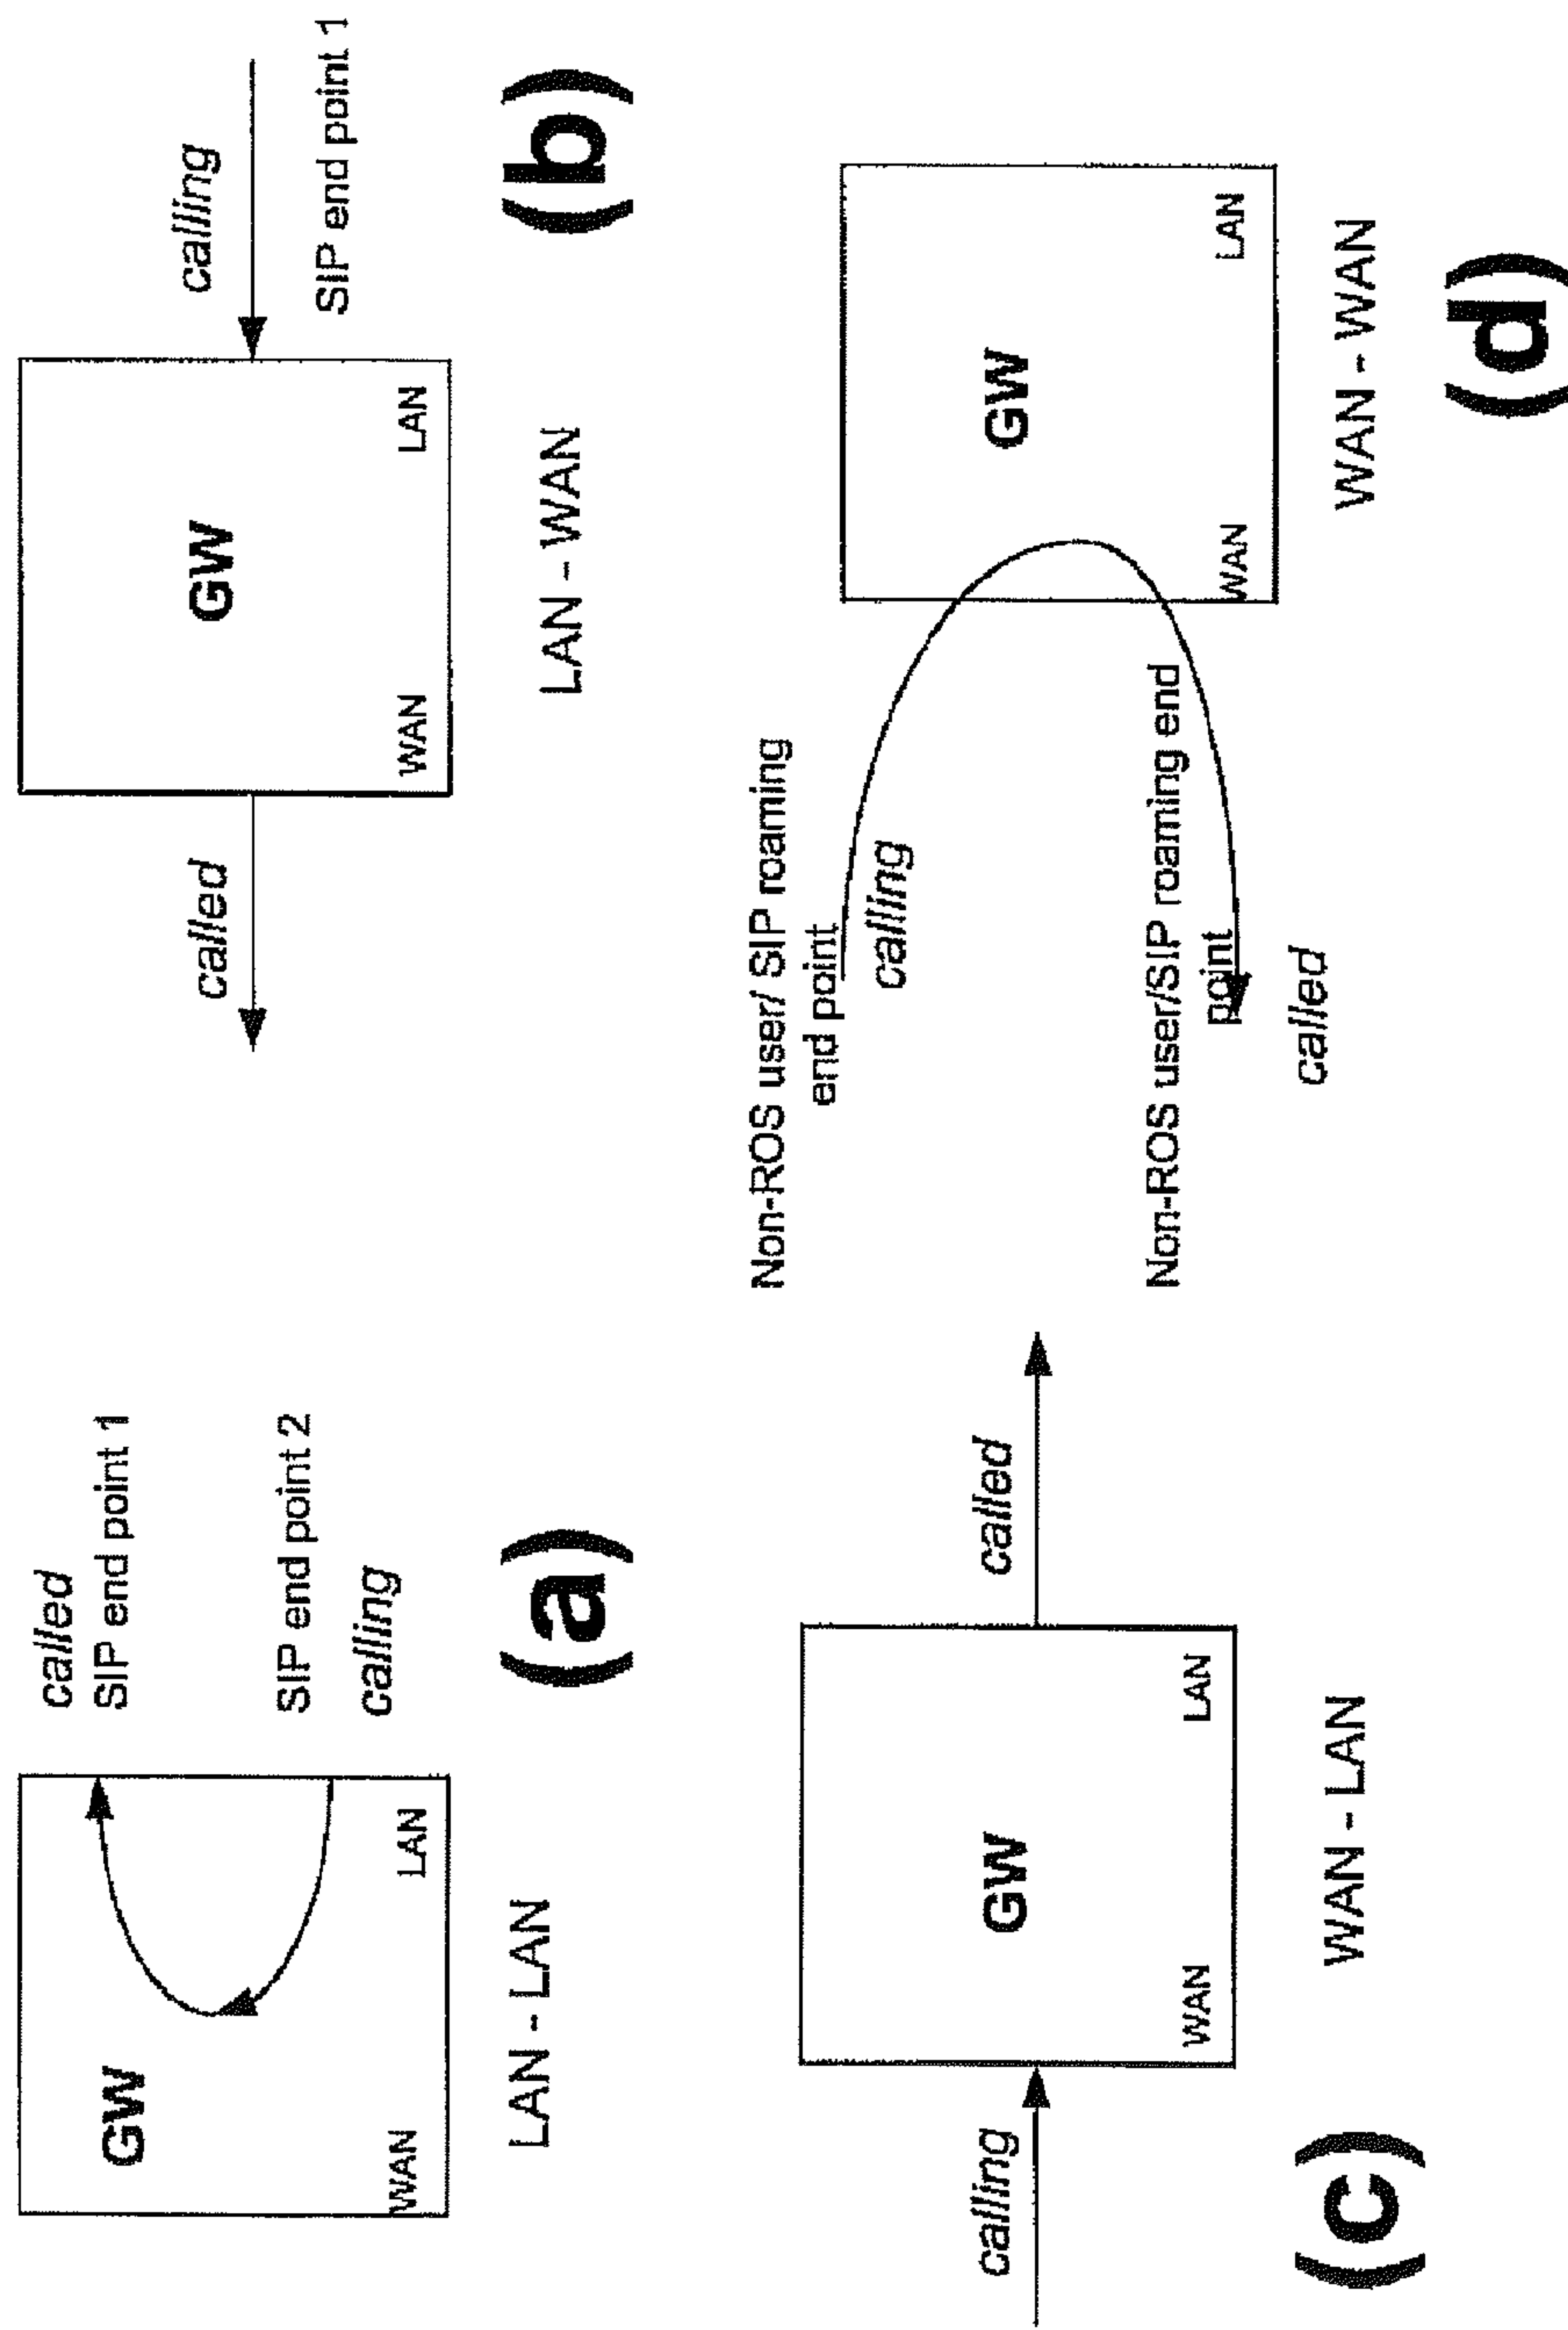 GW
called
SIP end point 1
SIP end point 2
calling
WAN
LAN
LAN - LAN
(a)
called
GW
calling
WAN
LAN
SIP end point 1
LAN - WAN
(b)
calling
GW
called
WAN
LAN
WAN - LAN
(c)
Non-ROS user/ SIP roaming
end point
calling
GW
Non-ROS user/SIP roaming end
point
called
WAN
LAN
WAN - WAN
(d)